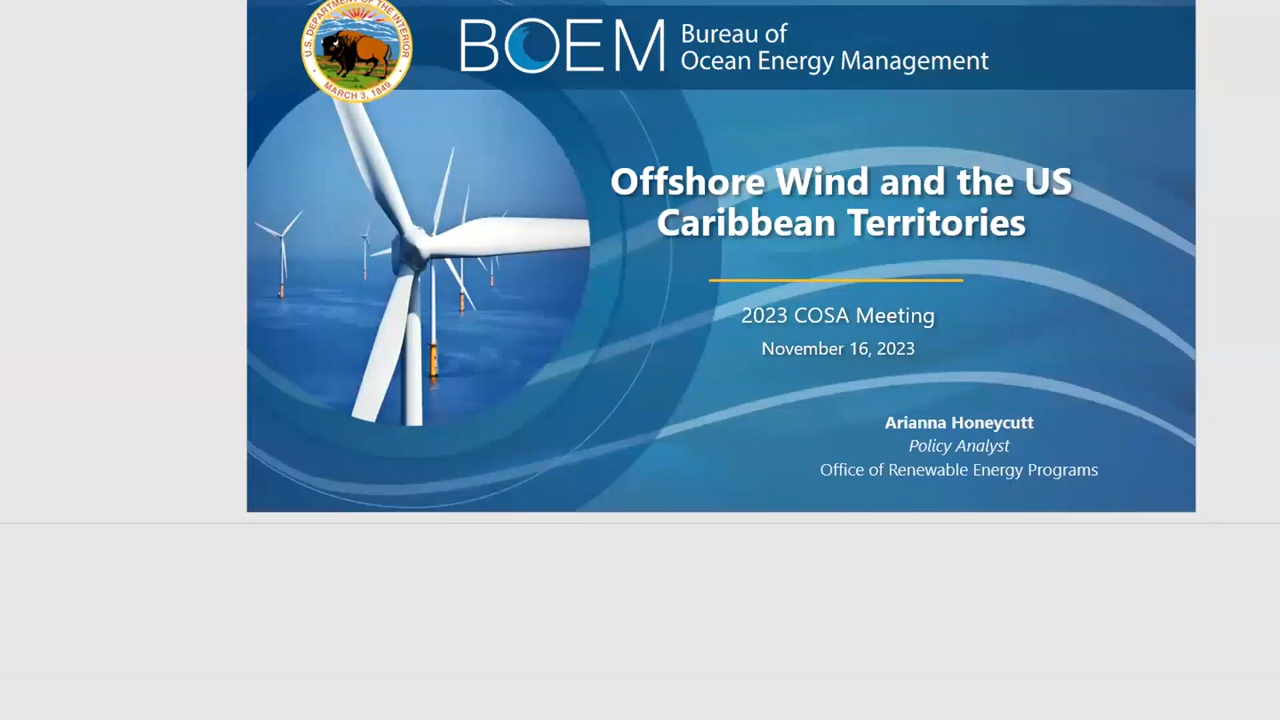 U.S. DEPARTMENT OF THE INTERIOR
MARCH 3, 1849
BOEM
Bureau of
Ocean Energy Management
Offshore Wind and the US
Caribbean Territories
2023 COSA Meeting
November 16, 2023
Arianna Honeycutt
Policy Analyst
Office of Renewable Energy Programs